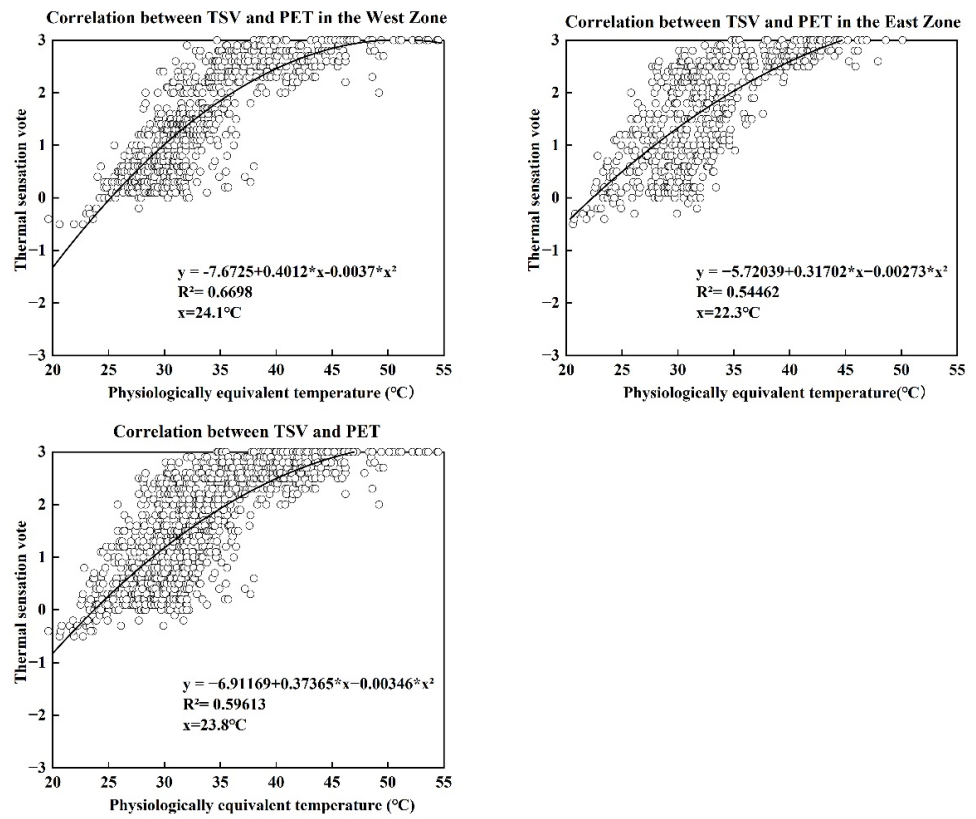 Correlation between TSV and PET in the West Zone
3
2
1
0
−1
−2
−3
Thermal sensation vote
y = -7.6725+0.4012*x-0.0037*x²
R²= 0.6698
x=24.1℃
20 25 30 35 40 45 50 55
Physiologically equivalent temperature (℃)
Correlation between TSV and PET in the East Zone
3
2
1
0
−1
−2
−3
Thermal sensation vote
y = −5.72039+0.31702*x−0.00273*x²
R²= 0.54462
x=22.3℃
20 25 30 35 40 45 50 55
Physiologically equivalent temperature(℃)
Correlation between TSV and PET
3
2
1
0
−1
−2
−3
Thermal sensation vote
y = −6.91169+0.37365*x−0.00346*x²
R²= 0.59613
x=23.8℃
20 25 30 35 40 45 50 55
Physiologically equivalent temperature (℃)